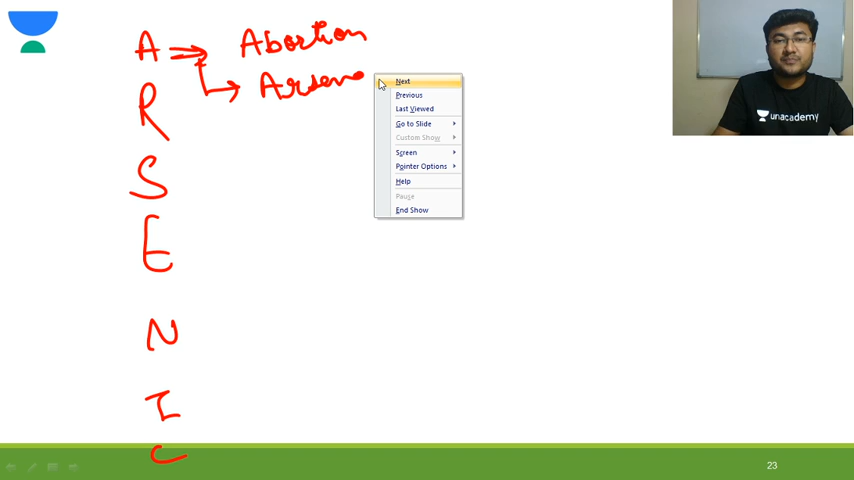 A ⇒ Abortion
→ Arseno
R
S
E
N
I
C
Next
Previous
Last Viewed
Go to Slide
Custom Show
Screen
Pointer Options
Help
Pause
End Show
unacademy
23